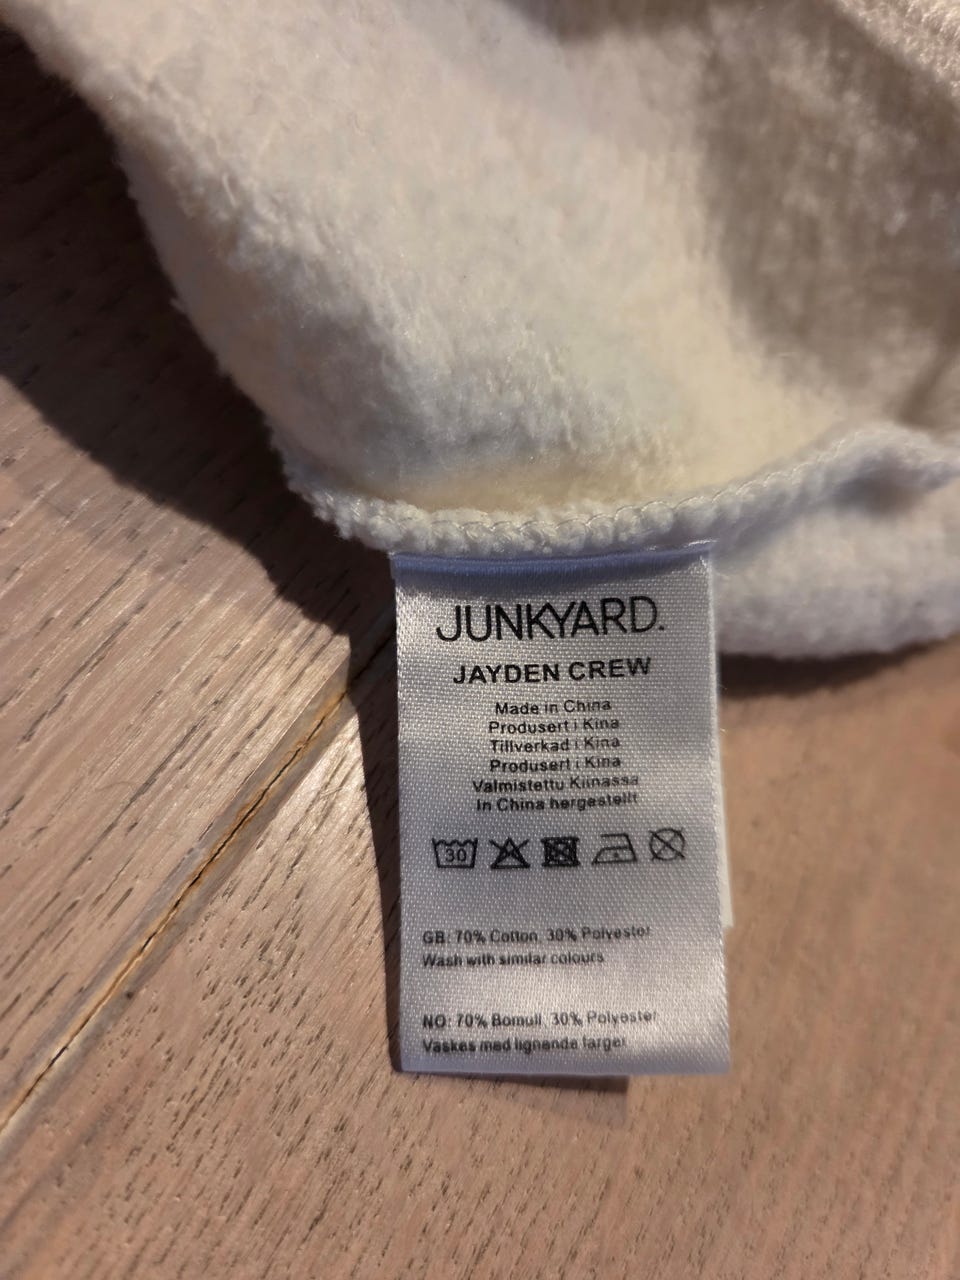 JUNKYARD.
JAYDEN CREW
Made in China
Produsert i Kina
Tillverkad i Kina
Produsert i Kina
Valmistettu Kiinassa
In China hergestellt
30
GB: 70% Cotton, 30% Polyester
Wash with similar colours
NO: 70% Bomull, 30% Polyester
Vaskes med lignende farger